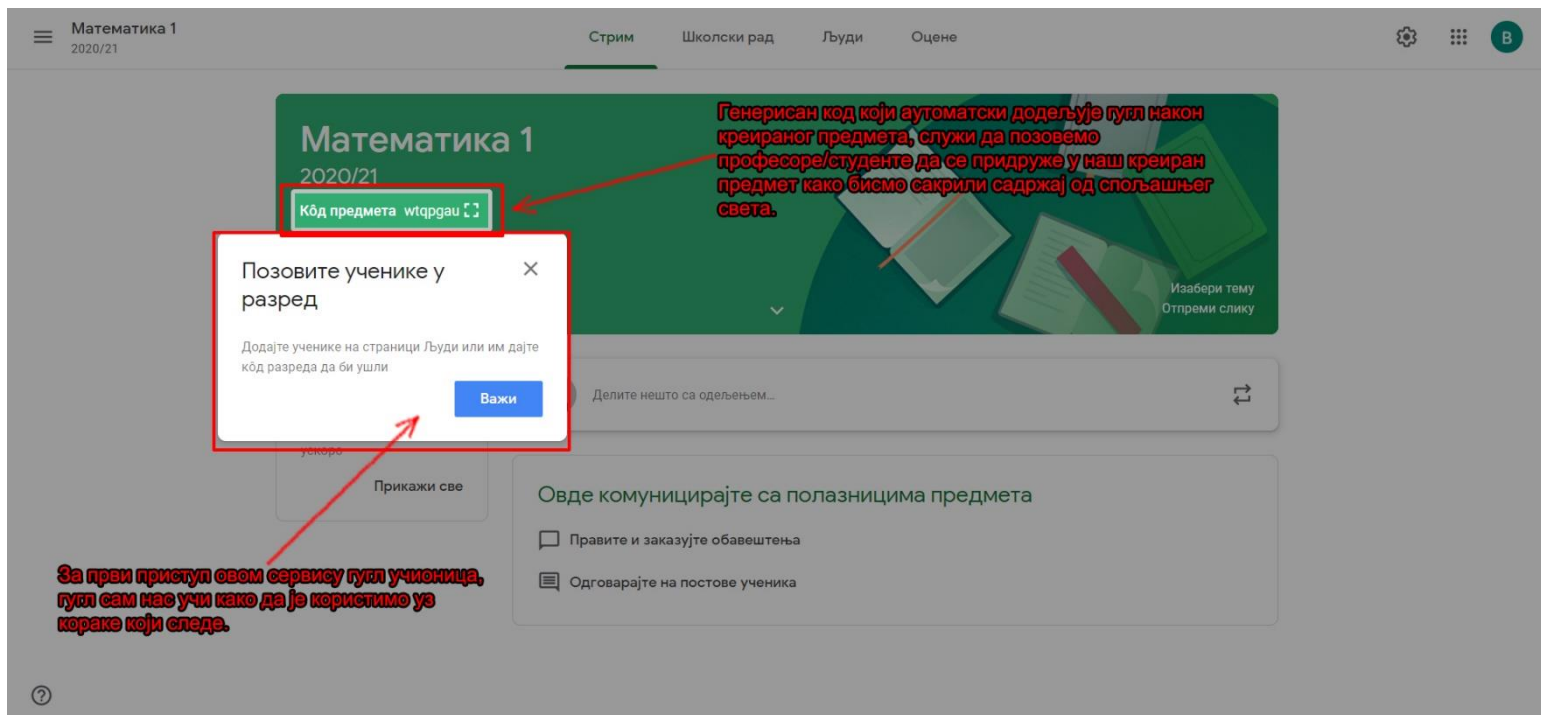 Математика 1
2020/21
Стрим
Школски рад
Људи
Оцене
B
Математика 1
2020/21
Кôд предмета wtqpgau
Генерисан код који аутоматски додељује гугл након
креираног предмета, служи да позовемо
професоре/студенте да се придруже у наш креиран
предмет како бисмо сакрили садржај од спољашњег
света.
Изабери тему
Отпреми слику
Позовите ученике у
разред
Додајте ученике на страници Људи или им дајте
кôд разреда да би ушли
Важи
Делите нешто са одељењем...
ускоро
Прикажи све
Овде комуницирајте са полазницима предмета
Правите и заказујте обавештења
Одговарајте на постове ученика
За први приступ овом сервису гугл учионица,
гугл сам нас учи како да је користимо уз
кораке који следе.